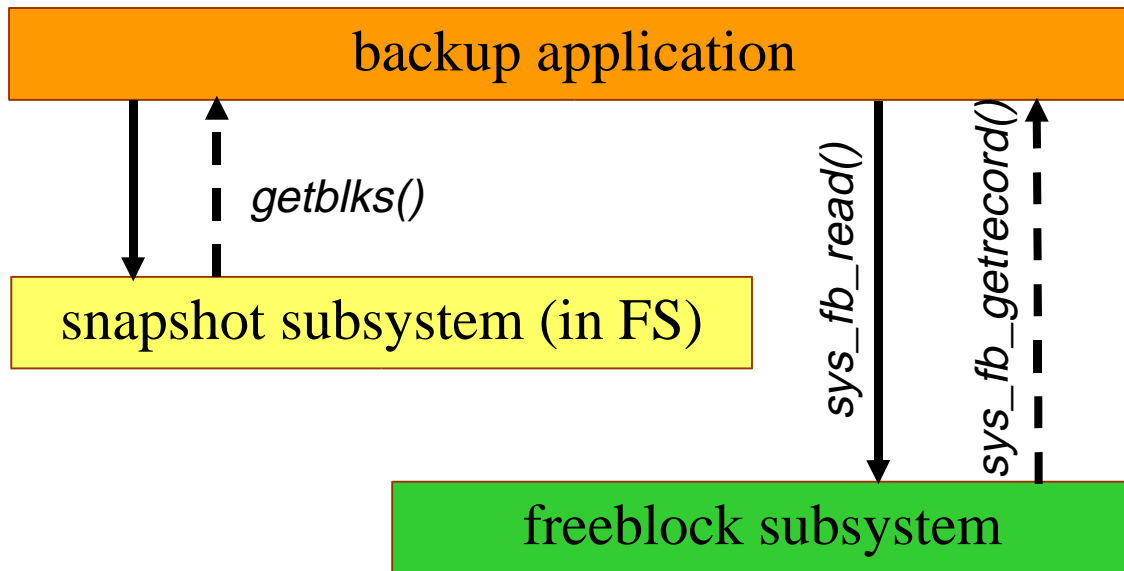 backup application
getblks()
sys_fb_read()
sys_fb_getrecord()
snapshot subsystem (in FS)
freeblock subsystem